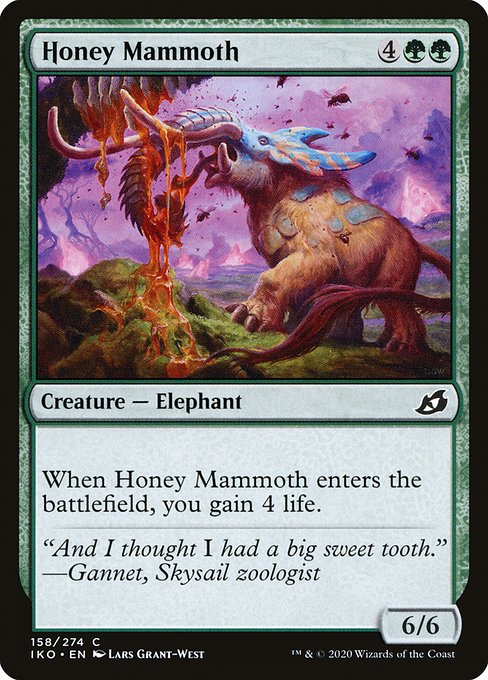 Honey Mammoth 4
Creature — Elephant
When Honey Mammoth enters the
battlefield, you gain 4 life.
“And I thought I had a big sweet tooth.”
—Gannet, Skysail zoologist
6/6
158/274 C
IKO • EN Lars Grant-West
™ & © 2020 Wizards of the Coast